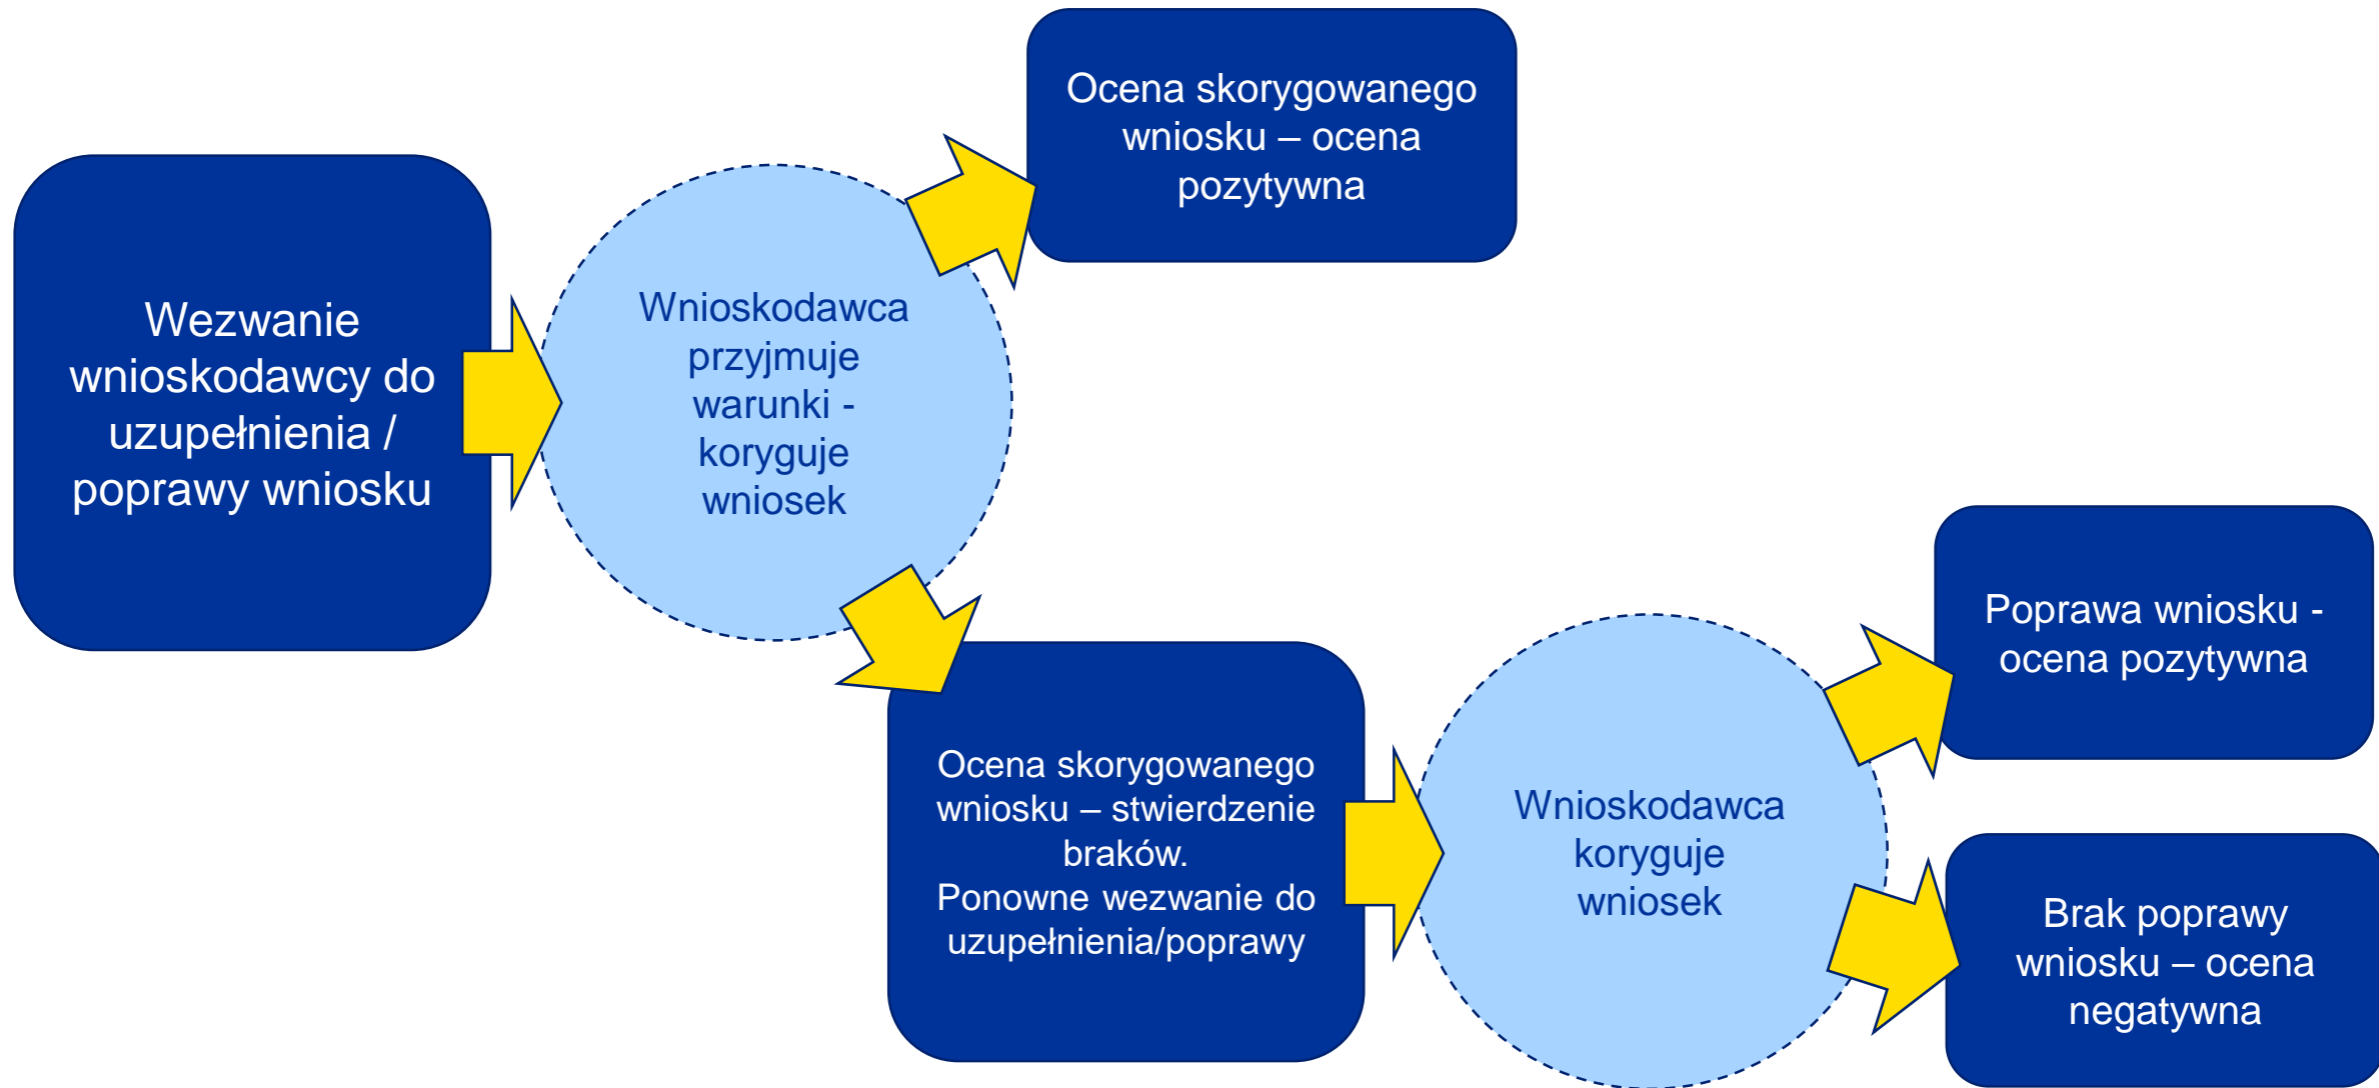 Wezwanie
wnioskodawcy do
uzupełnienia /
poprawy wniosku
Wnioskodawca
przyjmuje
warunki -
koryguje
wniosek
Ocena skorygowanego
wniosku – ocena
pozytywna
Ocena skorygowanego
wniosku – stwierdzenie
braków.
Ponowne wezwanie do
uzupełnienia/poprawy
Wnioskodawca
koryguje
wniosek
Poprawa wniosku -
ocena pozytywna
Brak poprawy
wniosku – ocena
negatywna